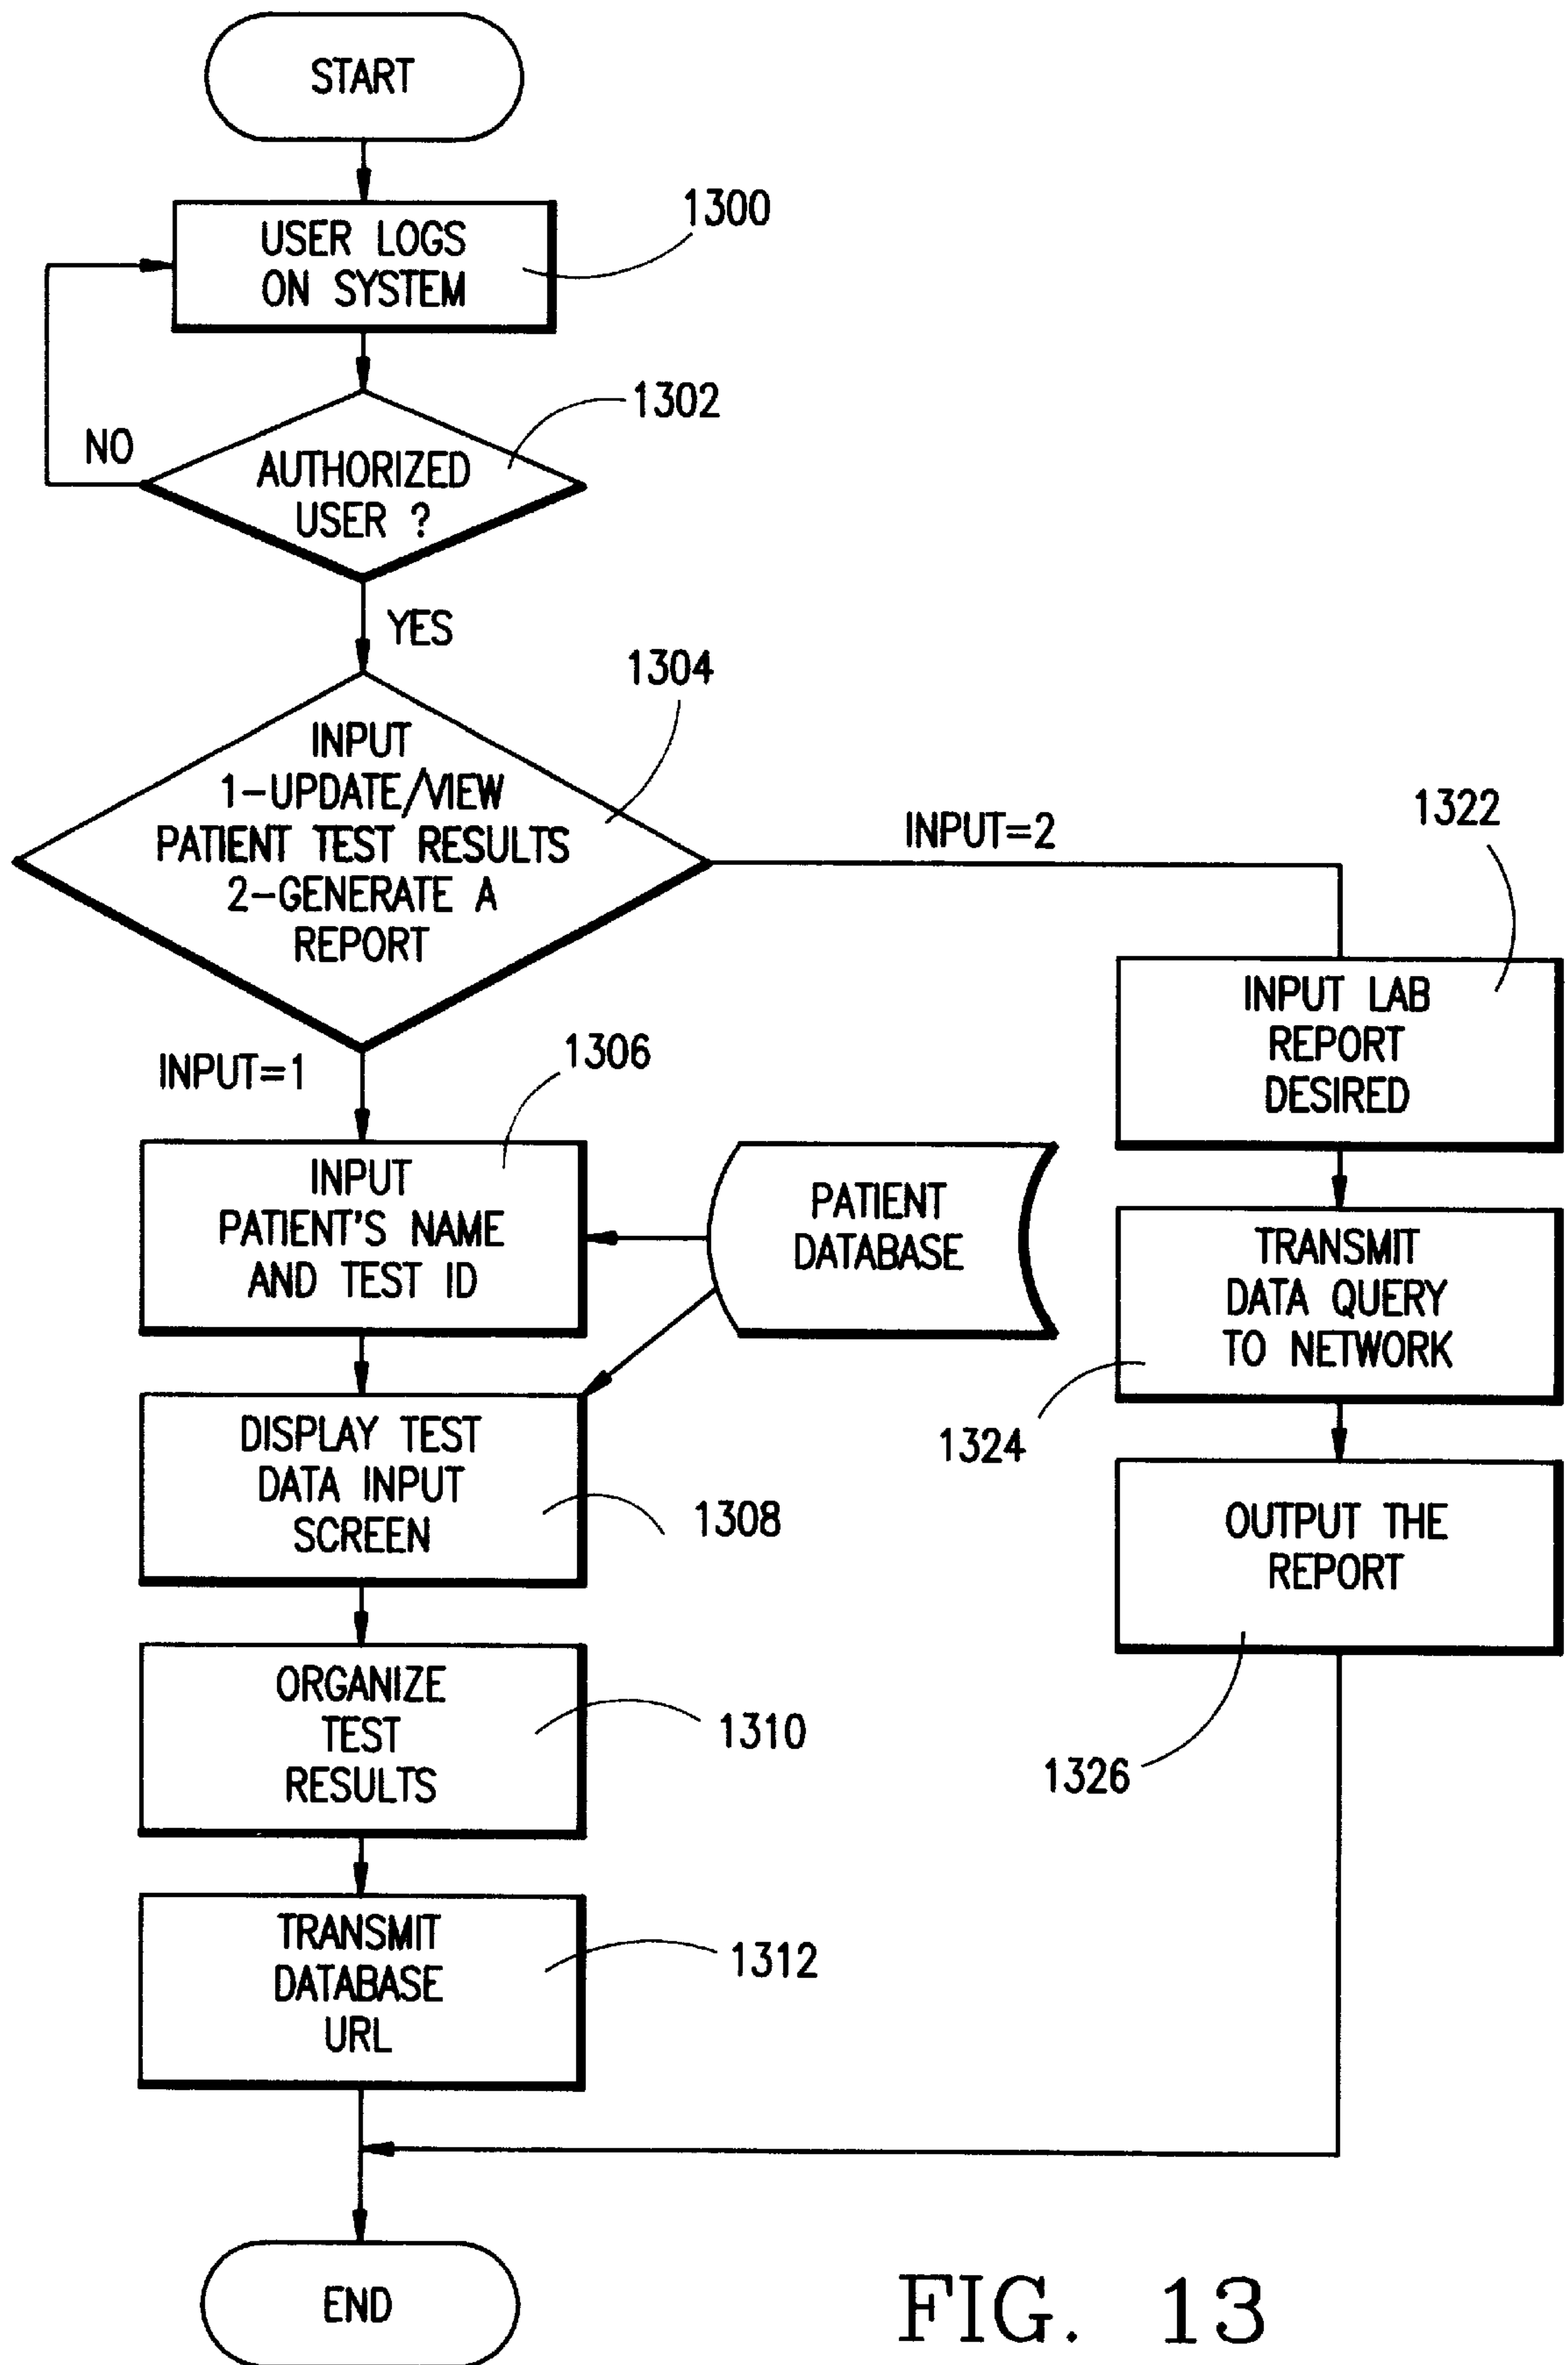 START
1300
USER LOGS
ON SYSTEM
1302
NO
AUTHORIZED
USER ?
YES
1304
INPUT
1-UPDATE/VIEW
PATIENT TEST RESULTS
2-GENERATE A
REPORT
INPUT=2
1322
INPUT LAB
REPORT
DESIRED
INPUT=1
1306
INPUT
PATIENT'S NAME
AND TEST ID
PATIENT
DATABASE
TRANSMIT
DATA QUERY
TO NETWORK
1324
DISPLAY TEST
DATA INPUT
SCREEN
1308
OUTPUT THE
REPORT
1326
ORGANIZE
TEST
RESULTS
1310
TRANSMIT
DATABASE
URL
1312
END
FIG. 13